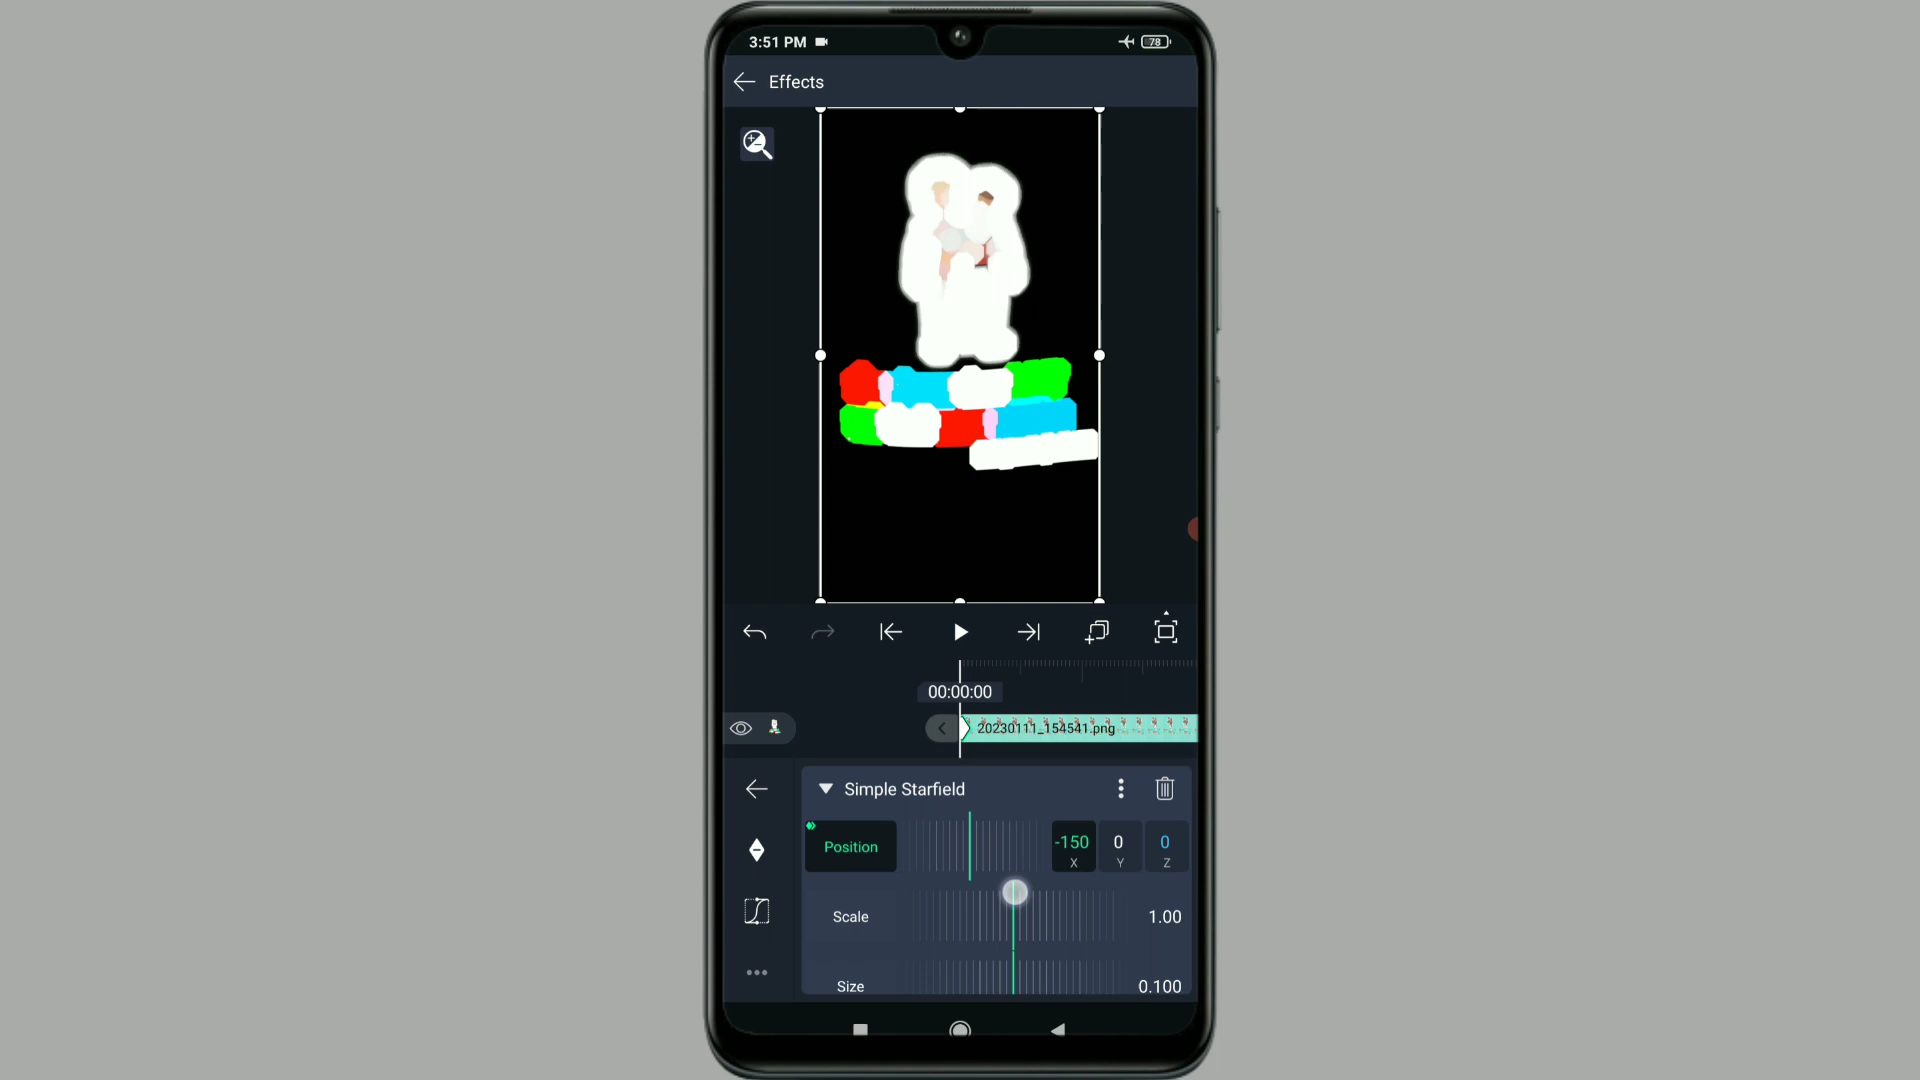 3:51 PM
78
Effects
00:00:00
20230111_154541.png
Simple Starfield
Position
-150 0 0
X Y Z
Scale 1.00
Size 0.100